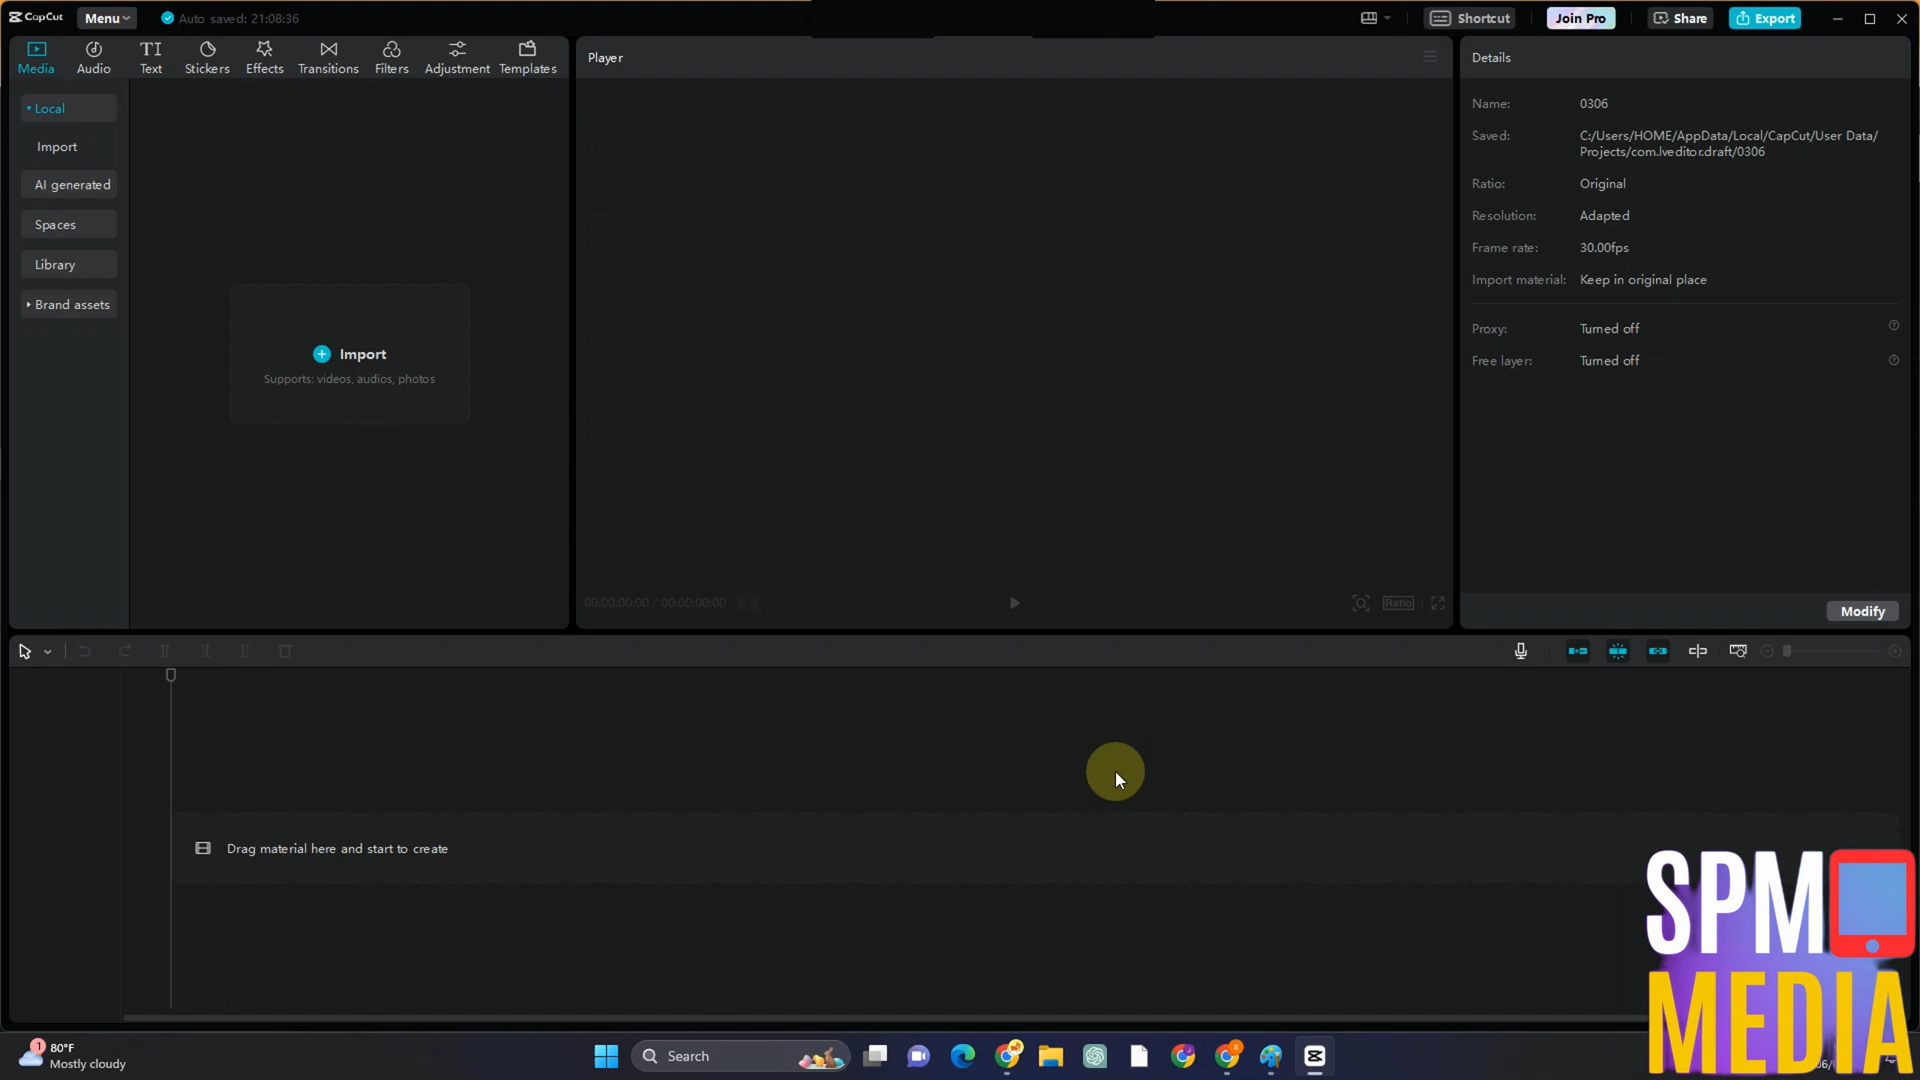 CapCut
Menu
Auto saved: 21:08:36
Shortcut
Join Pro
Share
Export
Media
Audio
TI
Text
Stickers
Effects
Transitions
Filters
Adjustment
Templates
Player
Details
Local
Import
AI generated
Spaces
Library
Brand assets
Import
Supports: videos, audios, photos
Name: 0306
Saved: C:/Users/HOME/AppData/Local/CapCut/User Data/
Projects/com.lveditor.draft/0306
Ratio: Original
Resolution: Adapted
Frame rate: 30.00fps
Import material: Keep in original place
Proxy: Turned off
Free layer: Turned off
00:00:00:00 / 00:00:00:00
Ratio
Modify
Drag material here and start to create
SPM
MEDIA
1
80°F
Mostly cloudy
Search